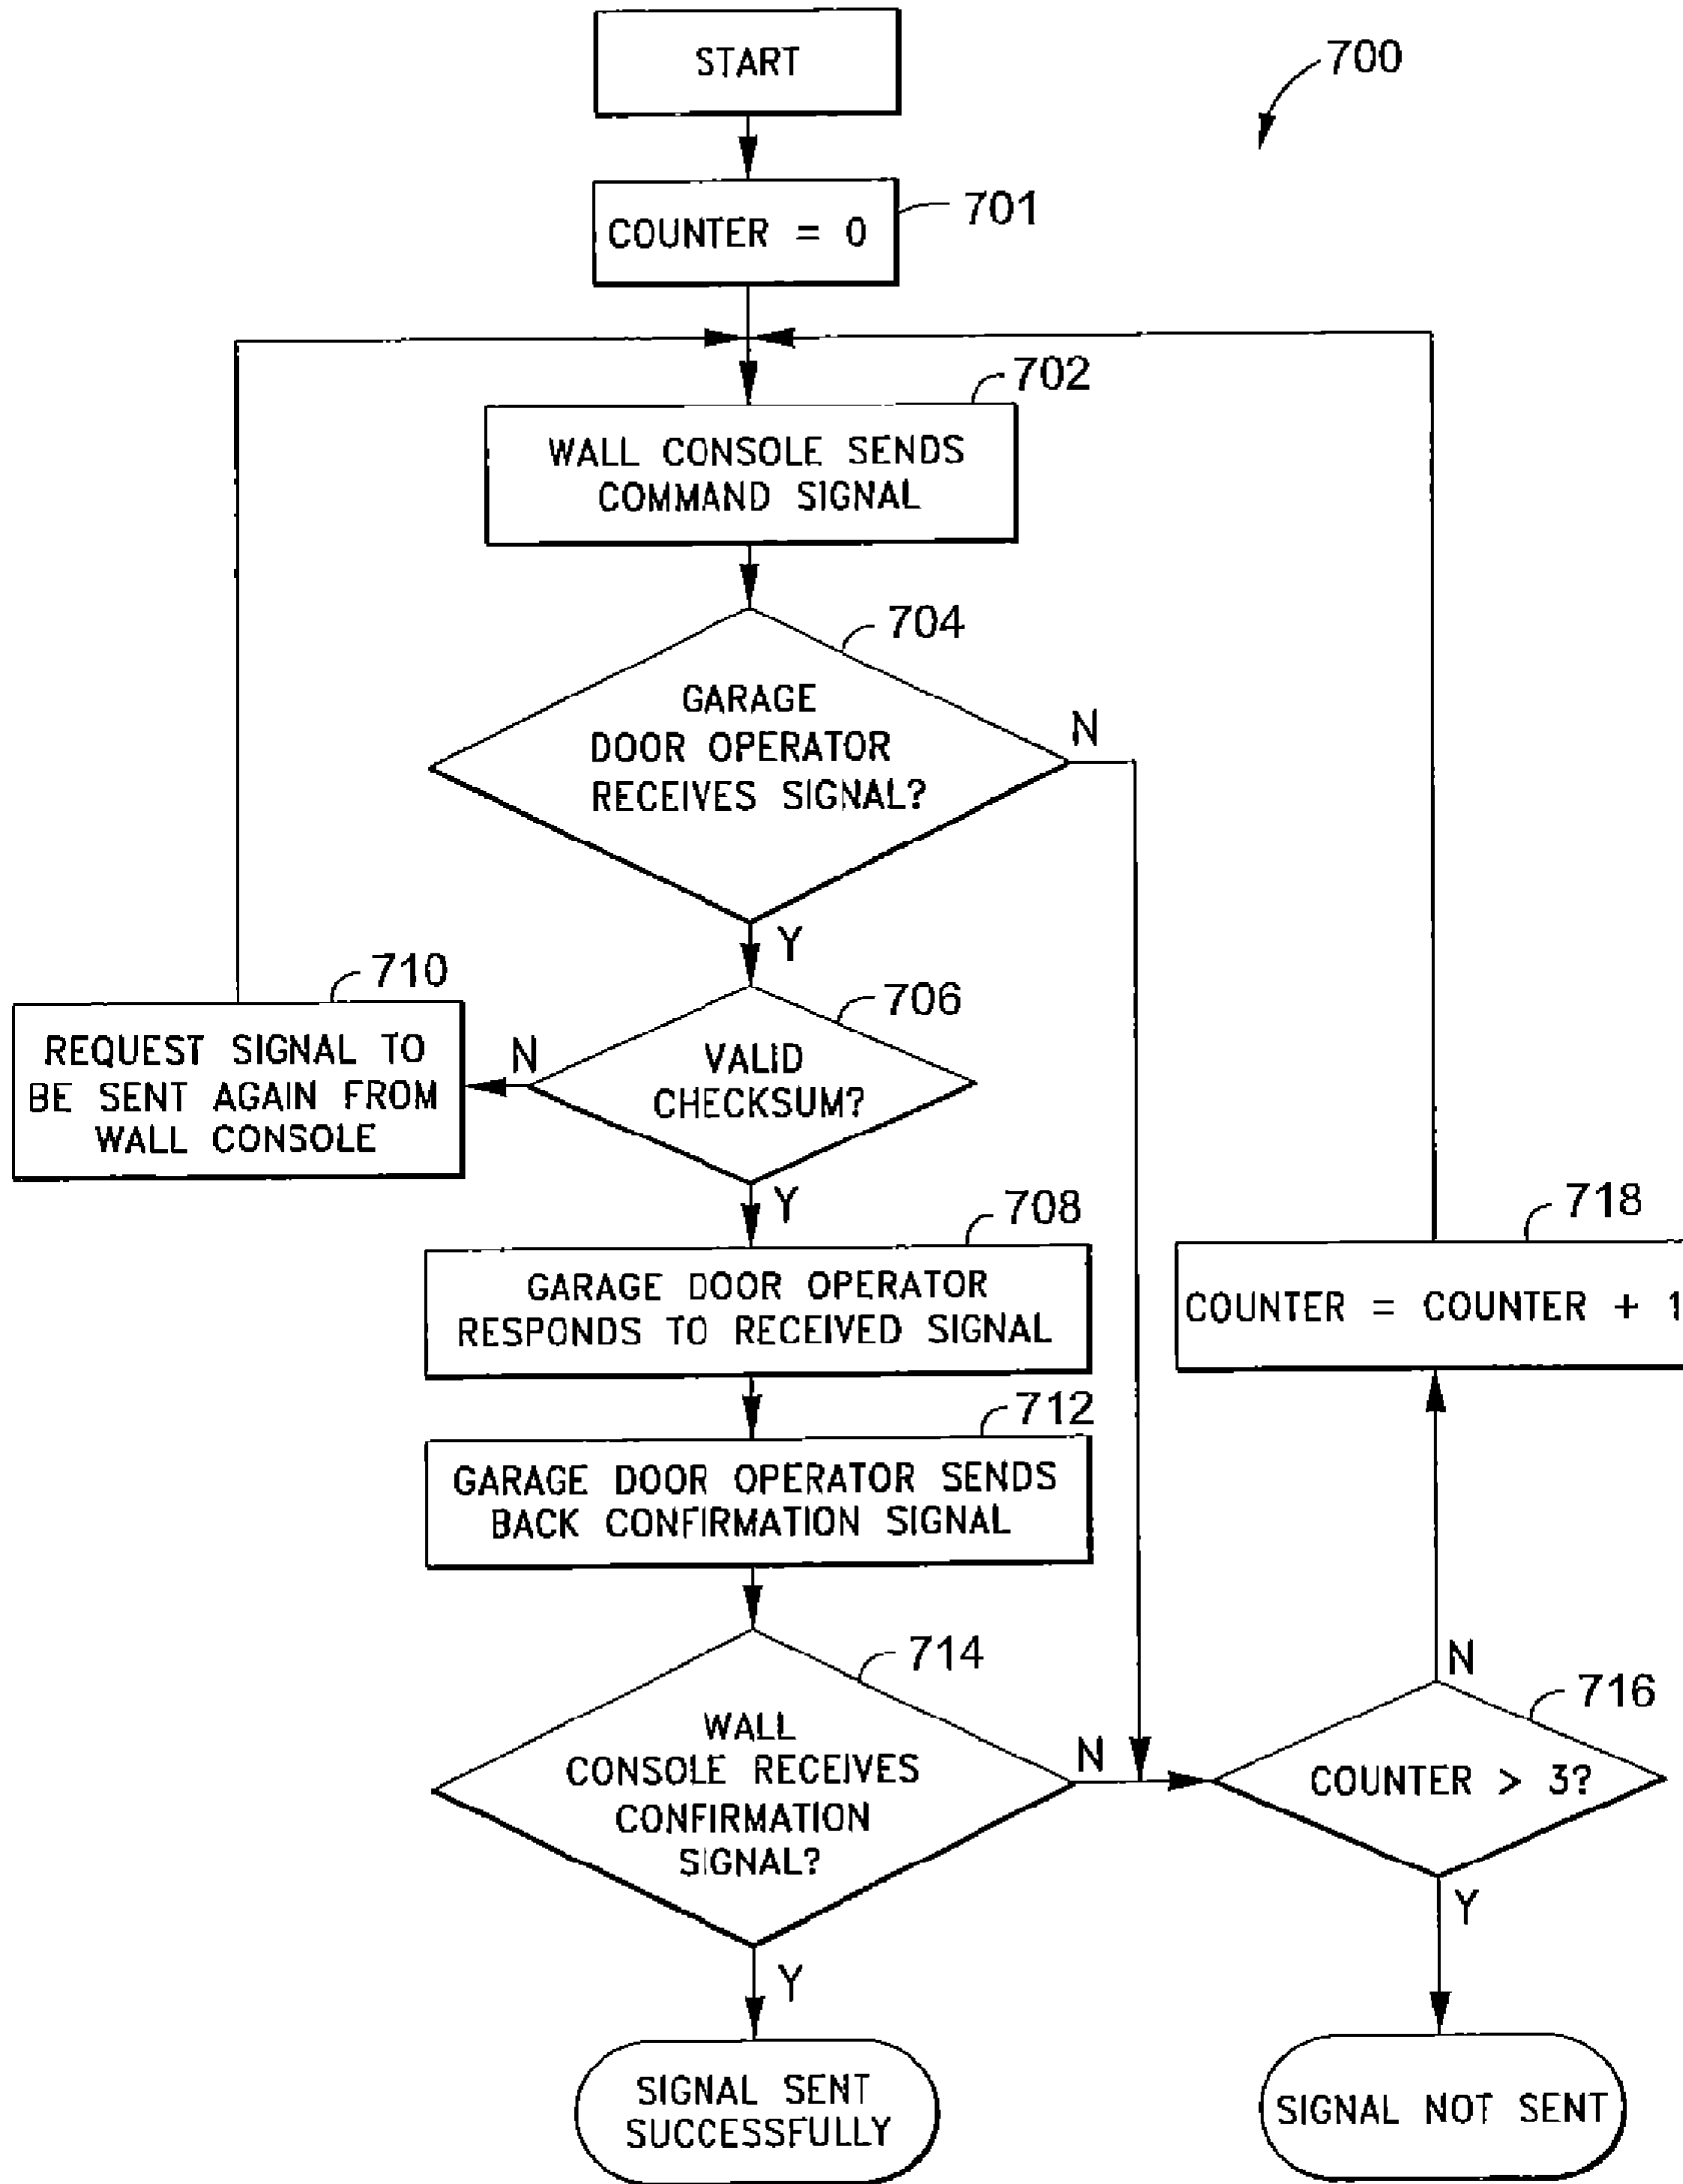 START
700
COUNTER = 0
701
702
WALL CONSOLE SENDS
COMMAND SIGNAL
704
GARAGE
DOOR OPERATOR
RECEIVES SIGNAL?
N
Y
710
REQUEST SIGNAL TO
BE SENT AGAIN FROM
WALL CONSOLE
N
706
VALID
CHECKSUM?
Y
708
GARAGE DOOR OPERATOR
RESPONDS TO RECEIVED SIGNAL
718
COUNTER = COUNTER + 1
712
GARAGE DOOR OPERATOR SENDS
BACK CONFIRMATION SIGNAL
714
WALL
CONSOLE RECEIVES
CONFIRMATION
SIGNAL?
N
N
716
COUNTER > 3?
Y
Y
SIGNAL SENT
SUCCESSFULLY
SIGNAL NOT SENT